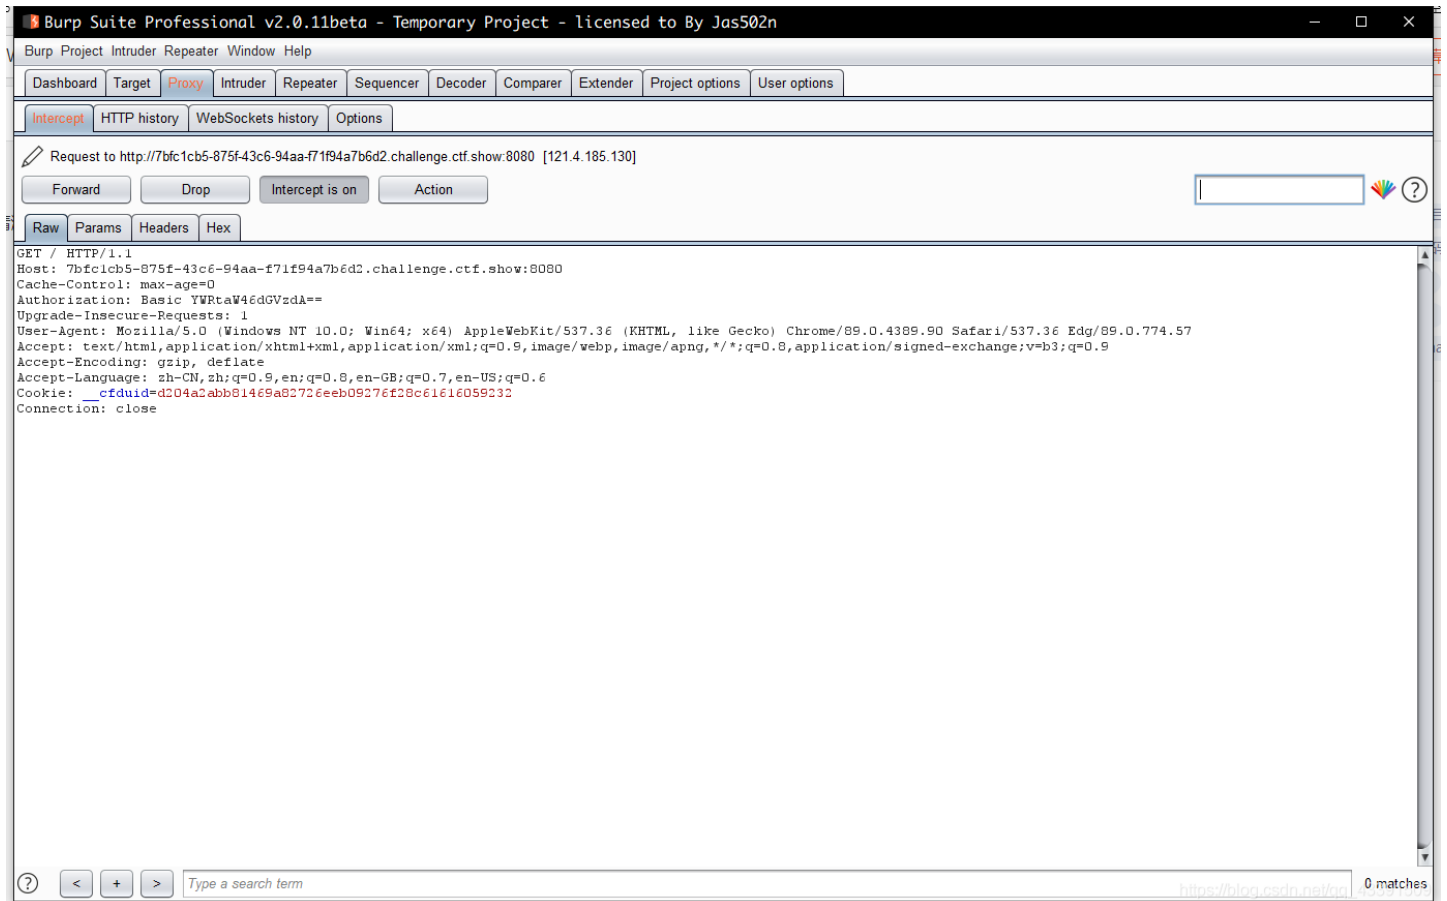 Burp Suite Professional v2.0.11beta - Temporary Project - licensed to By Jas502n
Burp Project Intruder Repeater Window Help
Dashboard Target Proxy Intruder Repeater Sequencer Decoder Comparer Extender Project options User options
Intercept HTTP history WebSockets history Options
Request to http://7bfc1cb5-875f-43c6-94aa-f71f94a7b6d2.challenge.ctf.show:8080 [121.4.185.130]
Forward Drop Intercept is on Action
Raw Params Headers Hex
GET / HTTP/1.1
Host: 7bfc1cb5-875f-43c6-94aa-f71f94a7b6d2.challenge.ctf.show:8080
Cache-Control: max-age=0
Authorization: Basic YWRtaW46dGVzdA==
Upgrade-Insecure-Requests: 1
User-Agent: Mozilla/5.0 (Windows NT 10.0; Win64; x64) AppleWebKit/537.36 (KHTML, like Gecko) Chrome/89.0.4389.90 Safari/537.36 Edg/89.0.774.57
Accept: text/html,application/xhtml+xml,application/xml;q=0.9,image/webp,image/apng,*/*;q=0.8,application/signed-exchange;v=b3;q=0.9
Accept-Encoding: gzip, deflate
Accept-Language: zh-CN,zh;q=0.9,en;q=0.8,en-GB;q=0.7,en-US;q=0.6
Cookie: __cfduid=d204a2abb81469a82726eeb09276f28c61616059232
Connection: close
? < + > Type a search term 0 matches